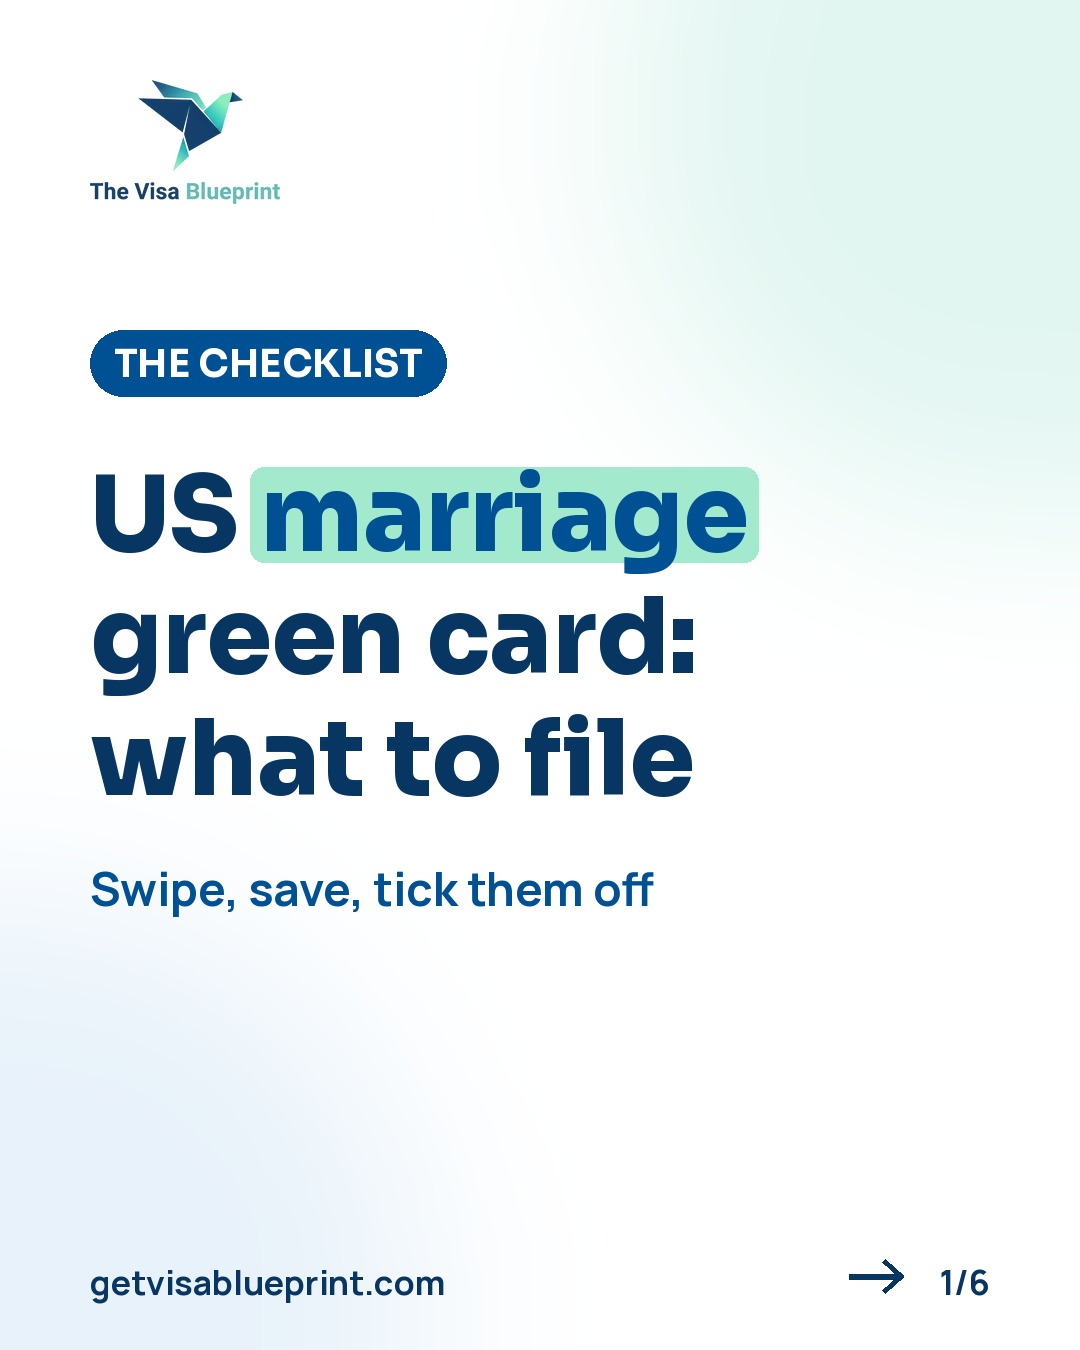 The Visa Blueprint
THE CHECKLIST
US marriage
green card:
what to file
Swipe, save, tick them off
getvisablueprint.com
1/6